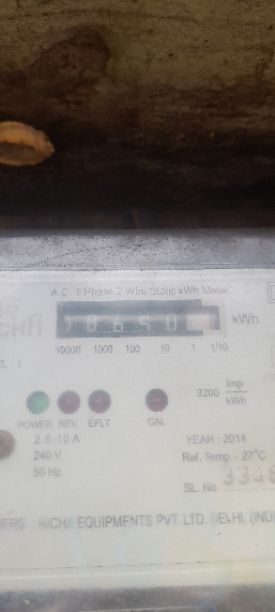 A.C. 1 Phase 2 Wire Static kWh Meter
kWh
10000 1000 100 10 1 1/10
3200 Imp
kWh
POWER REV EFLT CAL
2.5-10 A
240 V.
50 Hz.
YEAR : 2014
Ref. Temp. - 27°C
SL. No.
EQUIPMENTS PVT. LTD. DELHI, (INDI